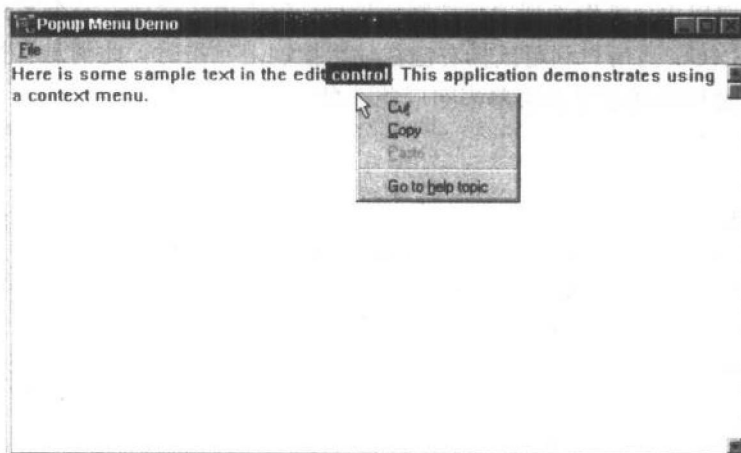 Popup Menu Demo
File
Here is some sample text in the edit control. This application demonstrates using
a context menu.
Cut
Copy
Paste
Go to help topic